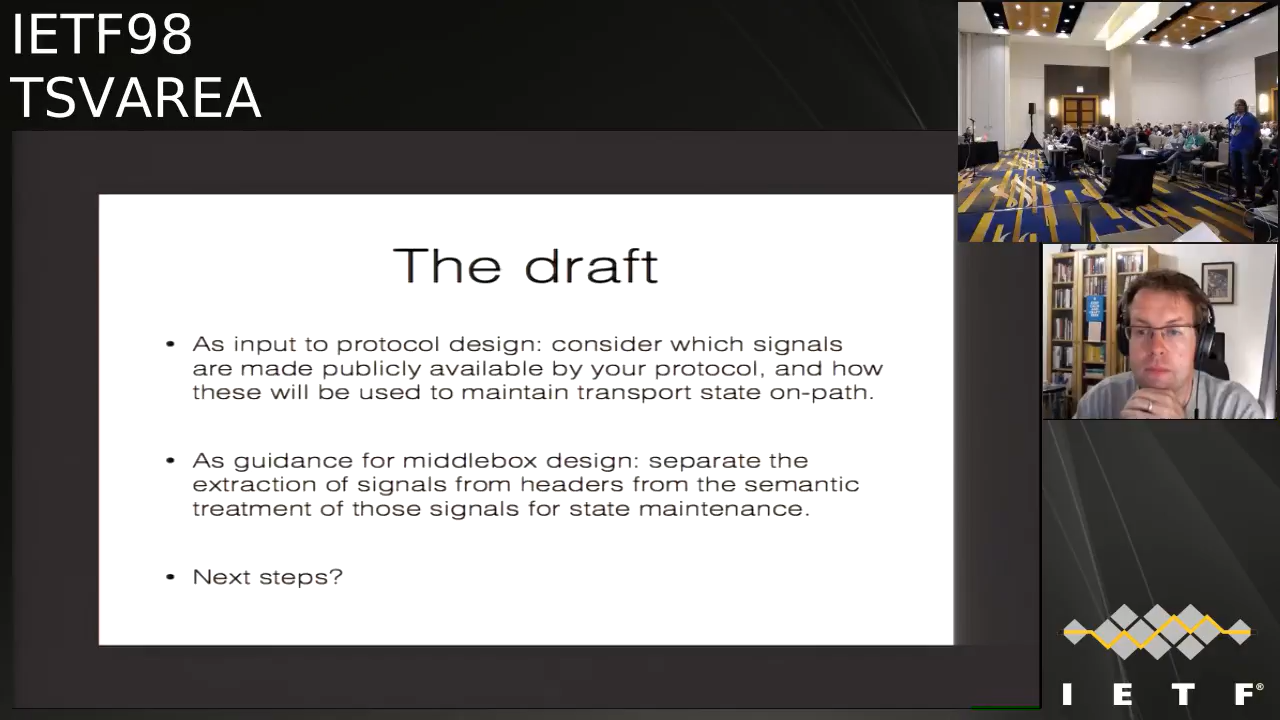 IETF98
TSVAREA
The draft
• As input to protocol design: consider which signals
are made publicly available by your protocol, and how
these will be used to maintain transport state on-path.
• As guidance for middlebox design: separate the
extraction of signals from headers from the semantic
treatment of those signals for state maintenance.
• Next steps?
I E T F®